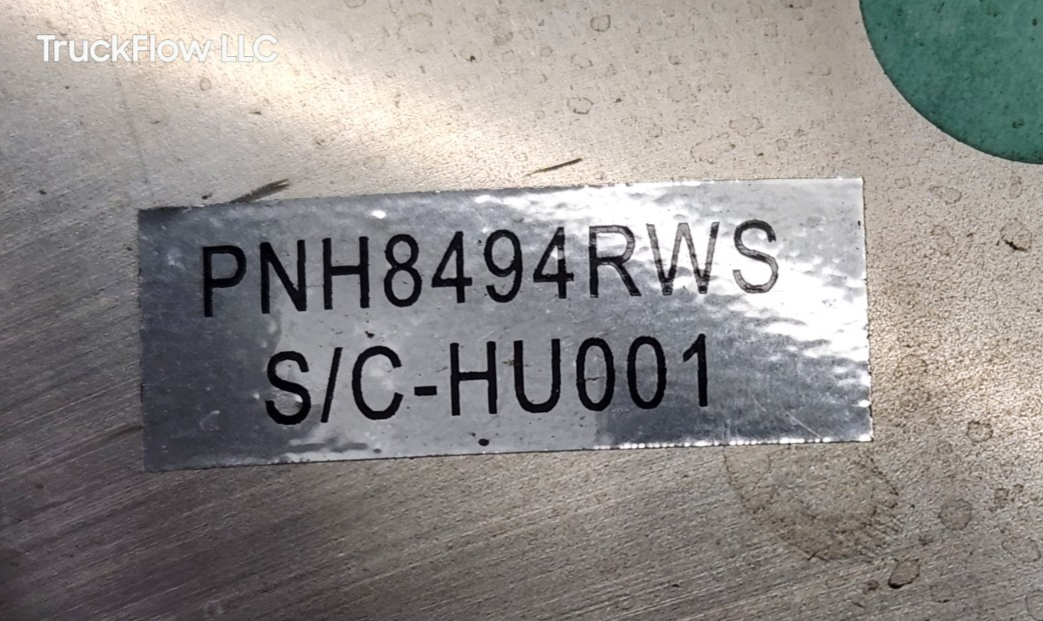 TruckFlow LLC
PNH8494RWS
S/C-HU001